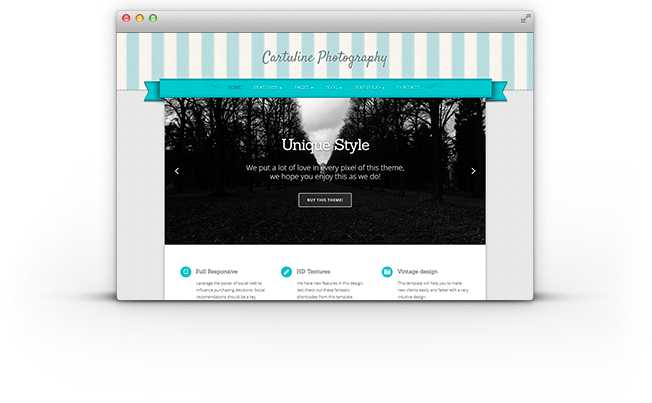 Cartuline Photography
HOME FEATURES PAGES BLOG PORTFOLIO CONTACT
Unique Style
We put a lot of love in every pixel of this theme,
we hope you enjoy this as we do!
BUY THIS THEME!
Full Responsive
Leverage the power of social web to
influence purchasing decisions. Social
recomendations should be a key.
HD Textures
We have new features in this design,
lets check out these fantastic
shortcodes from this template.
Vintage design
This template will help you to make
new clients easily and faster with a very
intuitive design.